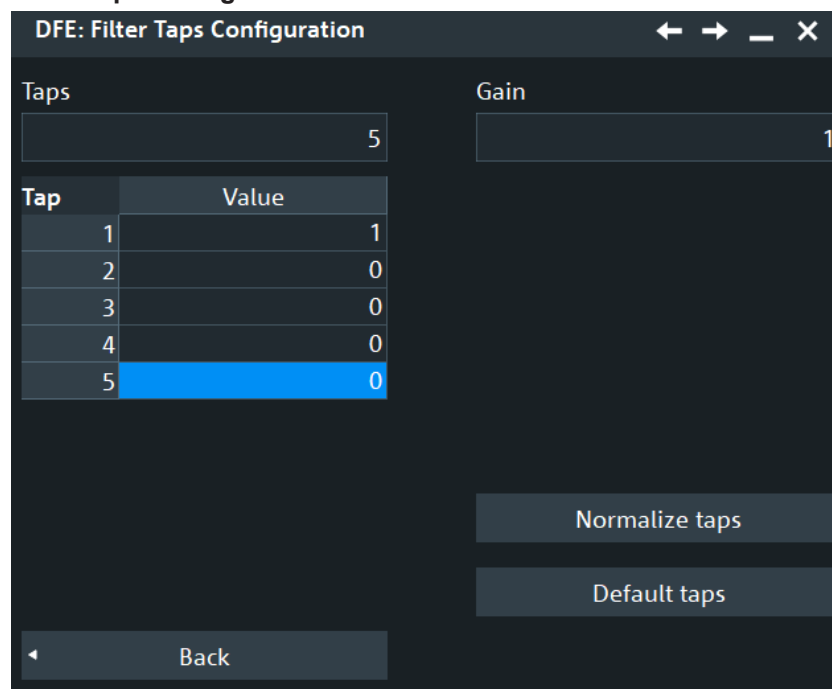 DFE: Filter Taps Configuration
Taps
Gain
5
1
Tap Value
1 1
2 0
3 0
4 0
5 0
Normalize taps
Default taps
Back